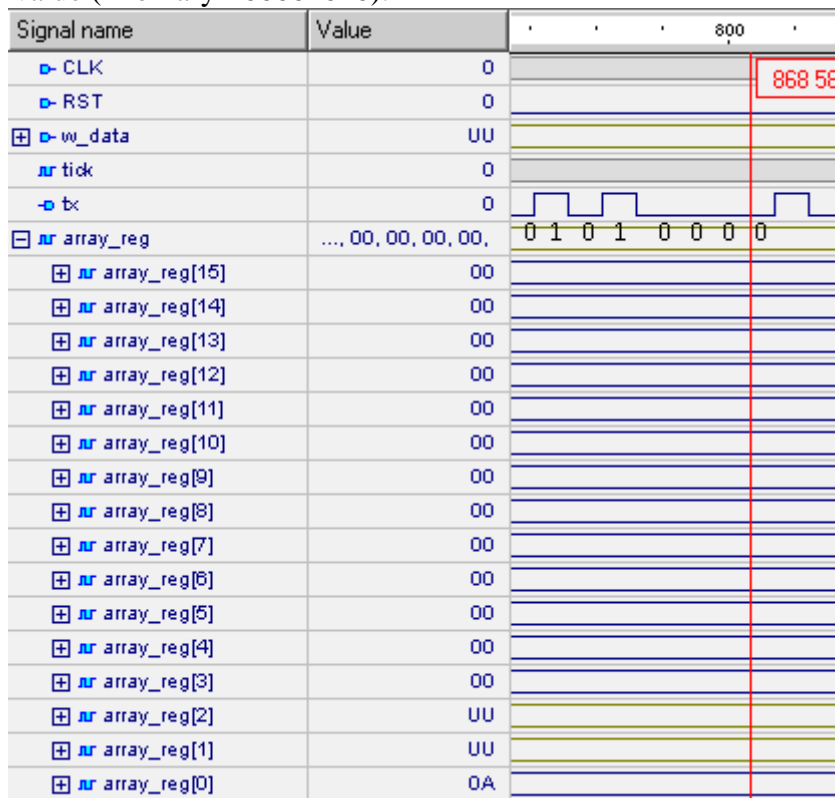 Signal name Value 800
CLK 0 868 58
RST 0
w_data UU
tick 0
tx 0
array_reg ..., 00, 00, 00, 00, 0 1 0 1 0 0 0 0
array_reg[15] 00
array_reg[14] 00
array_reg[13] 00
array_reg[12] 00
array_reg[11] 00
array_reg[10] 00
array_reg[9] 00
array_reg[8] 00
array_reg[7] 00
array_reg[6] 00
array_reg[5] 00
array_reg[4] 00
array_reg[3] 00
array_reg[2] UU
array_reg[1] UU
array_reg[0] 0A